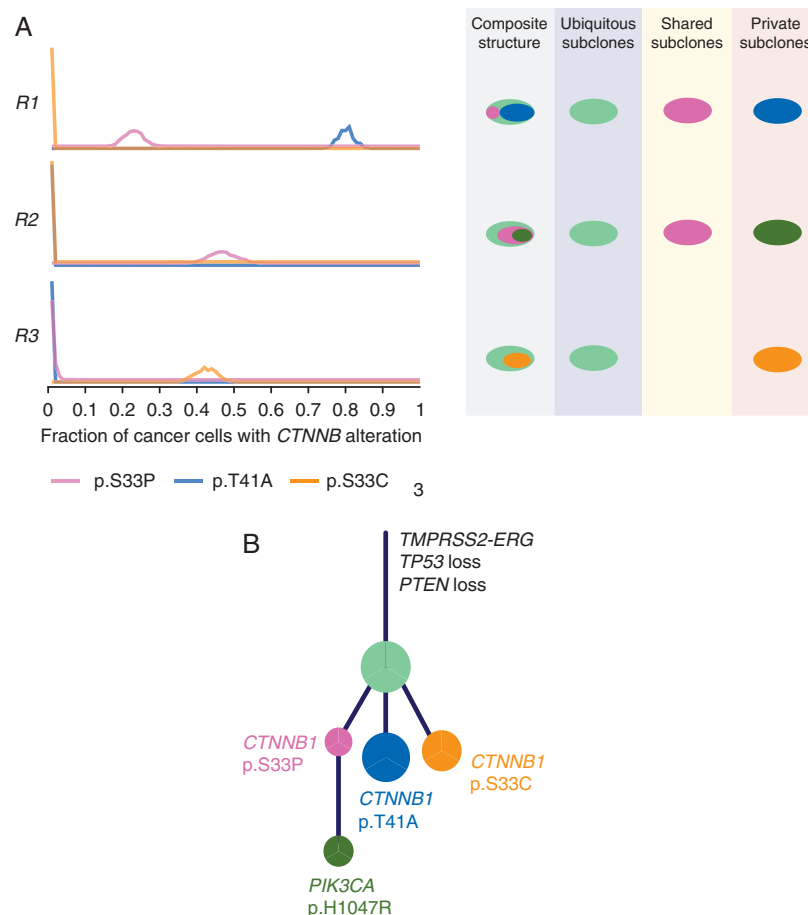 A
Composite structure
Ubiquitous subclones
Shared subclones
Private subclones
R1
R2
R3
0 0.1 0.2 0.3 0.4 0.5 0.6 0.7 0.8 0.9 1
Fraction of cancer cells with CTNNB alteration
p.S33P p.T41A p.S33C 3
B
TMPRSS2-ERG
TP53 loss
PTEN loss
CTNNB1
p.S33P
CTNNB1
p.T41A
CTNNB1
p.S33C
PIK3CA
p.H1047R